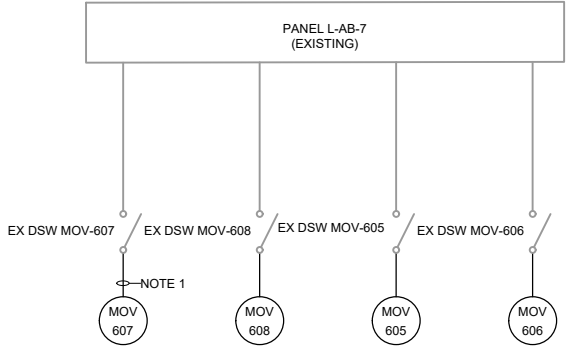 PANEL L-AB-7
(EXISTING)
EX DSW MOV-607
EX DSW MOV-608
EX DSW MOV-605
EX DSW MOV-606
NOTE 1
MOV
607
MOV
608
MOV
605
MOV
606